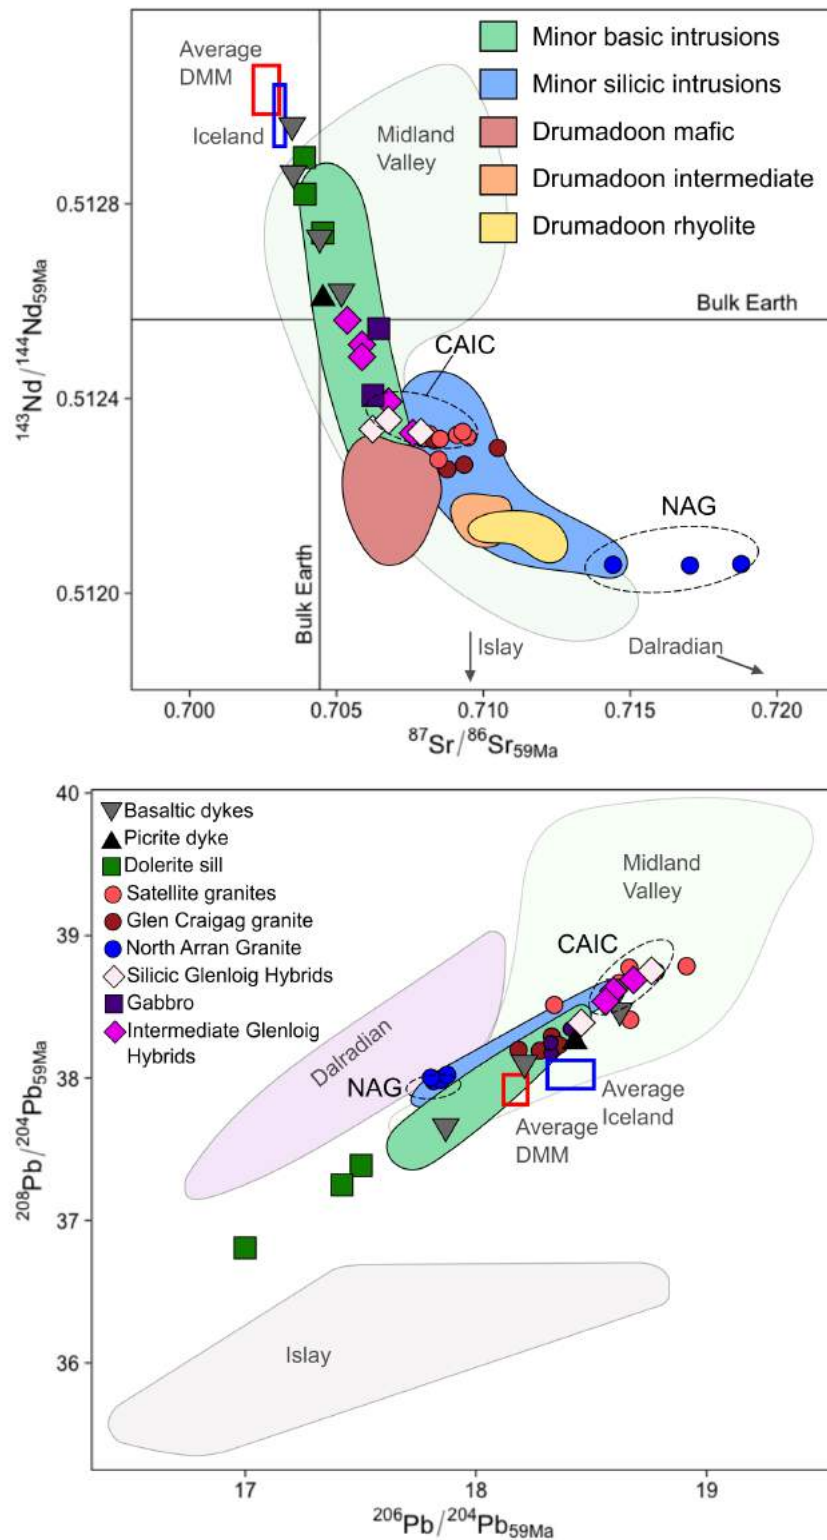 Average
DMM
Iceland
Midland
Valley
Minor basic intrusions
Minor silicic intrusions
Drumadoon mafic
Drumadoon intermediate
Drumadoon rhyolite
0.5128
0.5124
0.5120
143Nd/144Nd59Ma
Bulk Earth
CAIC
NAG
Bulk Earth
Islay
Dalradian
0.700
0.705
0.710
0.715
0.720
87Sr/86Sr59Ma
40
39
38
37
36
208Pb/204Pb59Ma
Basaltic dykes
Picrite dyke
Dolerite sill
Satellite granites
Glen Craigag granite
North Arran Granite
Silicic Glenloig Hybrids
Gabbro
Intermediate Glenloig
Hybrids
Midland
Valley
CAIC
Dalradian
NAG
Average
Iceland
Average
DMM
Islay
17
18
19
206Pb/204Pb59Ma